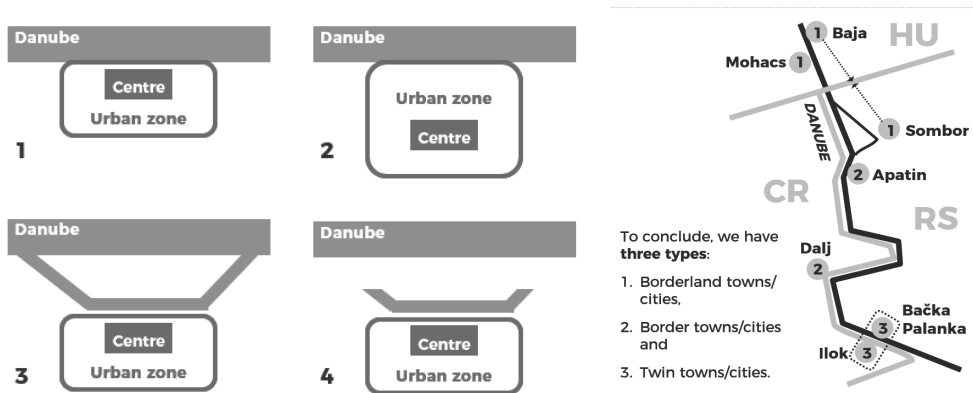 Danube
Centre
Urban zone
1
Danube
Urban zone
Centre
2
Danube
Centre
Urban zone
3
Danube
Centre
Urban zone
4
1 Baja
HU
Mohacs 1
DANUBE
1 Sombor
2 Apatin
CR
RS
To conclude, we have
three types:
1. Borderland towns/
cities,
2. Border towns/cities
and
3. Twin towns/cities.
Dalj
2
Bačka
3 Palanka
Ilok 3